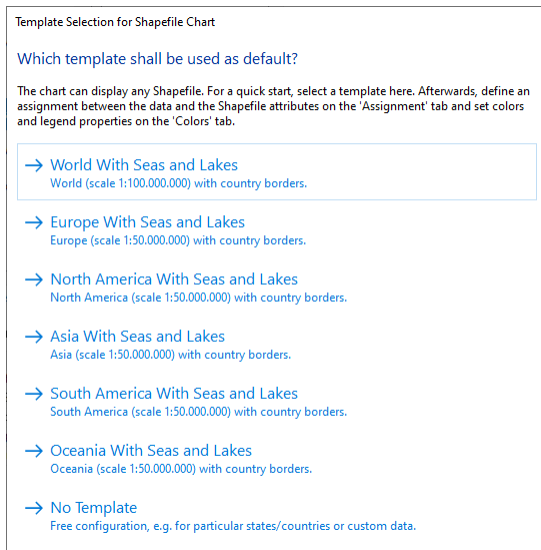 Template Selection for Shapefile Chart
Which template shall be used as default?
The chart can display any Shapefile. For a quick start, select a template here. Afterwards, define an
assignment between the data and the Shapefile attributes on the 'Assignment' tab and set colors
and legend properties on the 'Colors' tab.
World With Seas and Lakes
World (scale 1:100.000.000) with country borders.
Europe With Seas and Lakes
Europe (scale 1:50.000.000) with country borders.
North America With Seas and Lakes
North America (scale 1:50.000.000) with country borders.
Asia With Seas and Lakes
Asia (scale 1:50.000.000) with country borders.
South America With Seas and Lakes
South America (scale 1:50.000.000) with country borders.
Oceania With Seas and Lakes
Oceania (scale 1:50.000.000) with country borders.
No Template
Free configuration, e.g. for particular states/countries or custom data.